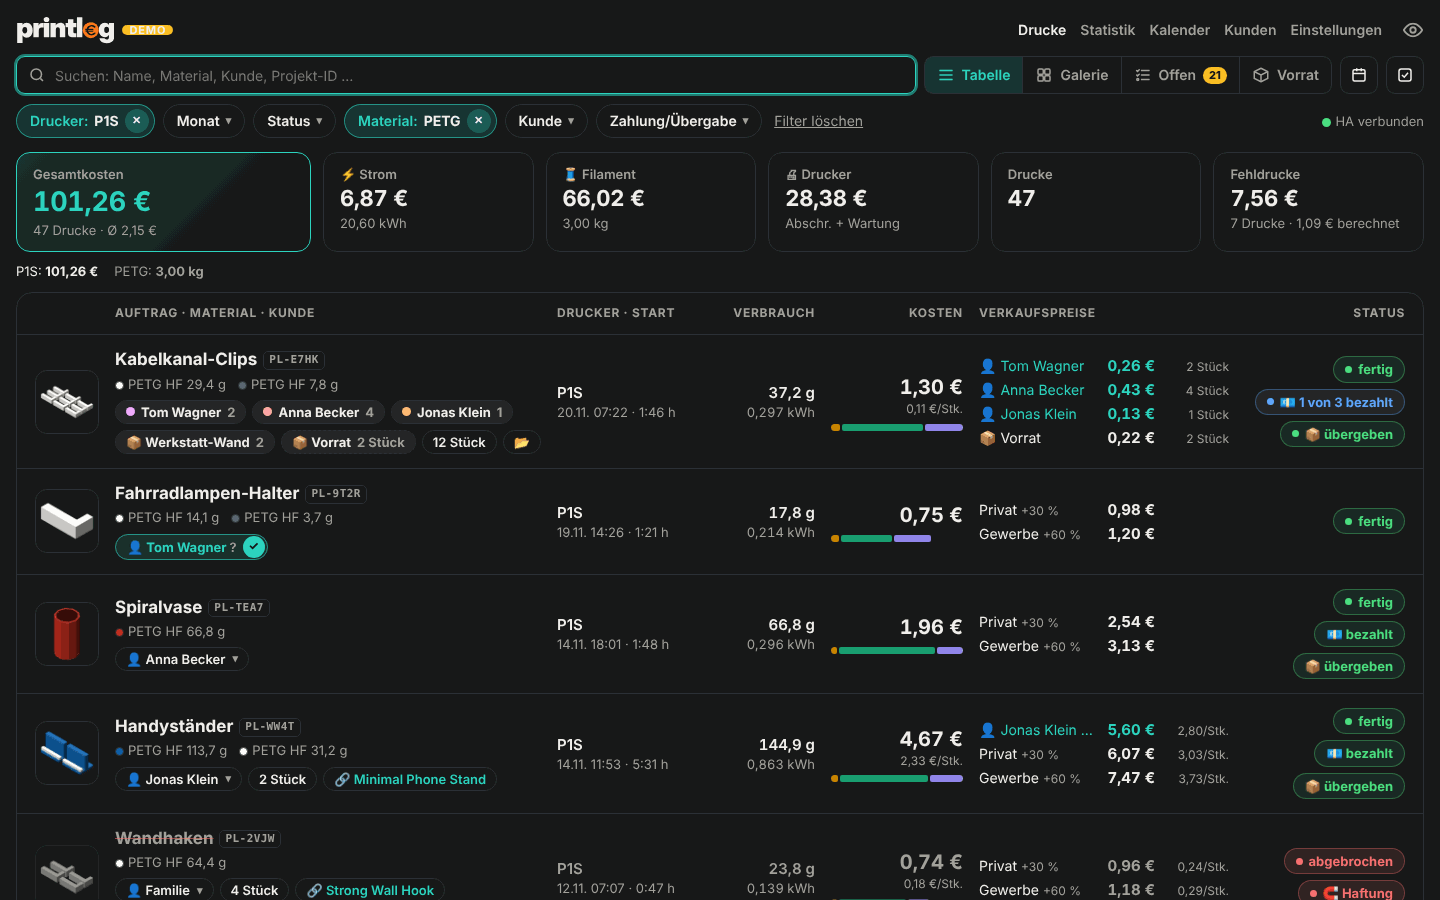 printlog DEMO Drucke Statistik Kalender Kunden Einstellungen
Suchen: Name, Material, Kunde, Projekt-ID ... Tabelle Galerie Offen 21 Vorrat
Drucker: P1S × Monat ▾ Status ▾ Material: PETG × Kunde ▾ Zahlung/Übergabe ▾ Filter löschen HA verbunden
Gesamtkosten ⚡ Strom 🧵 Filament 🖨 Drucker Drucke Fehldrucke
101,26 € 6,87 € 66,02 € 28,38 € 47 7,56 €
47 Drucke · Ø 2,15 € 20,60 kWh 3,00 kg Abschr. + Wartung 7 Drucke · 1,09 € berechnet
P1S: 101,26 € PETG: 3,00 kg
AUFTRAG · MATERIAL · KUNDE DRUCKER · START VERBRAUCH KOSTEN VERKAUFSPREISE STATUS
Kabelkanal-Clips PL-E7HK
PETG HF 29,4 g PETG HF 7,8 g
Tom Wagner 2 Anna Becker 4 Jonas Klein 1
📦 Werkstatt-Wand 2 📦 Vorrat 2 Stück 12 Stück 📂
P1S
20.11. 07:22 · 1:46 h
37,2 g
0,297 kWh
1,30 €
0,11 €/Stk.
👤 Tom Wagner 0,26 € 2 Stück
👤 Anna Becker 0,43 € 4 Stück
👤 Jonas Klein 0,13 € 1 Stück
📦 Vorrat 0,22 € 2 Stück
fertig
💶 1 von 3 bezahlt
📦 übergeben
Fahrradlampen-Halter PL-9T2R
PETG HF 14,1 g PETG HF 3,7 g
👤 Tom Wagner ? ✓
P1S
19.11. 14:26 · 1:21 h
17,8 g
0,214 kWh
0,75 €
Privat +30 % 0,98 €
Gewerbe +60 % 1,20 €
fertig
Spiralvase PL-TEA7
PETG HF 66,8 g
👤 Anna Becker ▾
P1S
14.11. 18:01 · 1:48 h
66,8 g
0,296 kWh
1,96 €
Privat +30 % 2,54 €
Gewerbe +60 % 3,13 €
fertig
💶 bezahlt
📦 übergeben
Handyständer PL-WW4T
PETG HF 113,7 g PETG HF 31,2 g
👤 Jonas Klein ▾ 2 Stück 🔗 Minimal Phone Stand
P1S
14.11. 11:53 · 5:31 h
144,9 g
0,863 kWh
4,67 €
2,33 €/Stk.
👤 Jonas Klein ... 5,60 € 2,80/Stk.
Privat +30 % 6,07 € 3,03/Stk.
Gewerbe +60 % 7,47 € 3,73/Stk.
fertig
💶 bezahlt
📦 übergeben
Wandhaken PL-2VJW
PETG HF 64,4 g
👤 Familie ▾ 4 Stück 🔗 Strong Wall Hook
P1S
12.11. 07:07 · 0:47 h
23,8 g
0,139 kWh
0,74 €
0,18 €/Stk.
Privat +30 % 0,96 € 0,24/Stk.
Gewerbe +60 % 1,18 € 0,29/Stk.
abgebrochen
🧲 Haftung